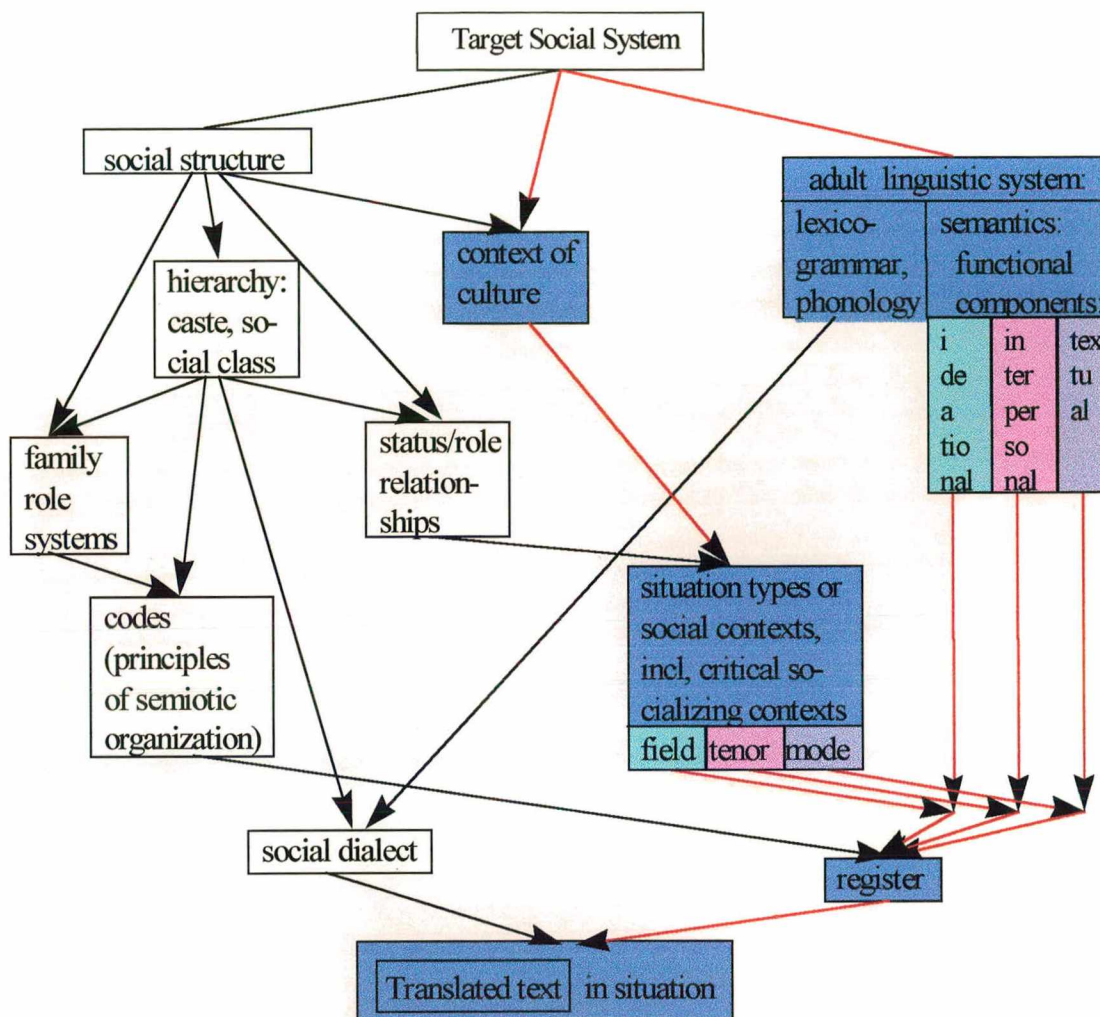 Target Social System
social structure
adult linguistic system:
lexico-
grammar,
phonology
semantics:
functional
components:
context of
culture
hierarchy:
caste, so-
cial class
i
de
a
tio
nal
in
ter
per
so
nal
tex
tu
al
family
role
systems
status/role
relation-
ships
codes
(principles
of semiotic
organization)
situation types or
social contexts,
incl, critical so-
cializing contexts
field
tenor
mode
social dialect
register
Translated text in situation